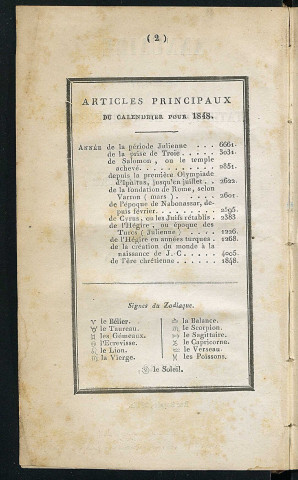 ( 2 )
ARTICLES PRINCIPAUX
DU CALENDRIER POUR 1848.
ANNÉE de la période Julienne . . . . 6661.
de la prise de Troie. . . . . 3031.
de Salomon, ou le temple
achevé. . . . . . . . . 2851.
depuis la première Olympiade
d'Iphitus, jusqu'en juillet. . . 2622.
de la fondation de Rome, selon
Varron ( mars ). . . . . . 2601.
de l'époque de Nabonassar, de-
puis février. . . . . . . . 2595.
de Cyrus, ou les Juifs rétablis . 2383
de l'Hégire, ou époque des
Turcs ( Julienne ) . . . . 1226.
de l'Hégire en années turques . 1268.
de la création du monde à la
naissance de J.-C. . . . . 4005.
de l'ère chrétienne. . . . . . 1848.
Signes du Zodiaque.
♈ le Bélier.
♉ le Taureau.
♊ les Gémeaux.
♋ l'Ecrevisse.
♌ le Lion.
♍ la Vierge.
♎ la Balance.
♏ le Scorpion.
♐ le Sagittaire.
♑ le Capricorne.
♒ le Verseau.
♓ les Poissons.
☉ le Soleil.